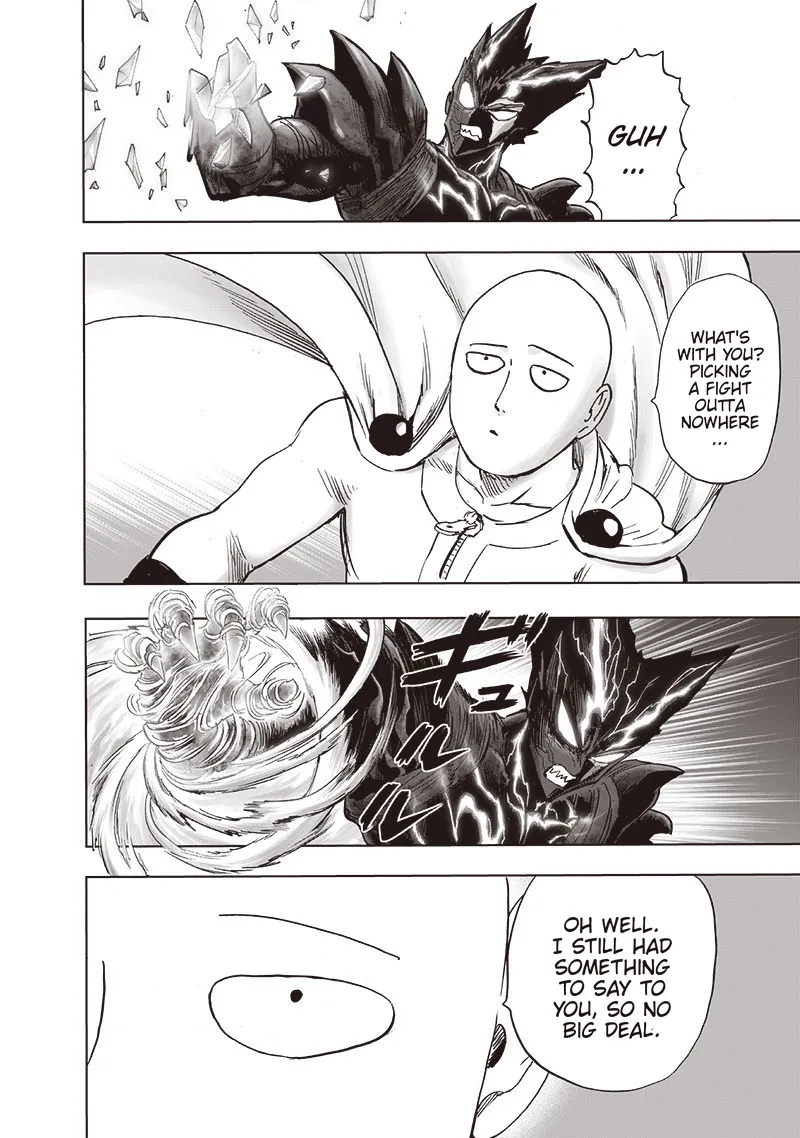 GUH
...
WHAT'S
WITH YOU?
PICKING
A FIGHT
OUTTA
NOWHERE
...
ギュ
ルル
OH WELL.
I STILL HAD
SOMETHING
TO SAY TO
YOU, SO NO
BIG DEAL.